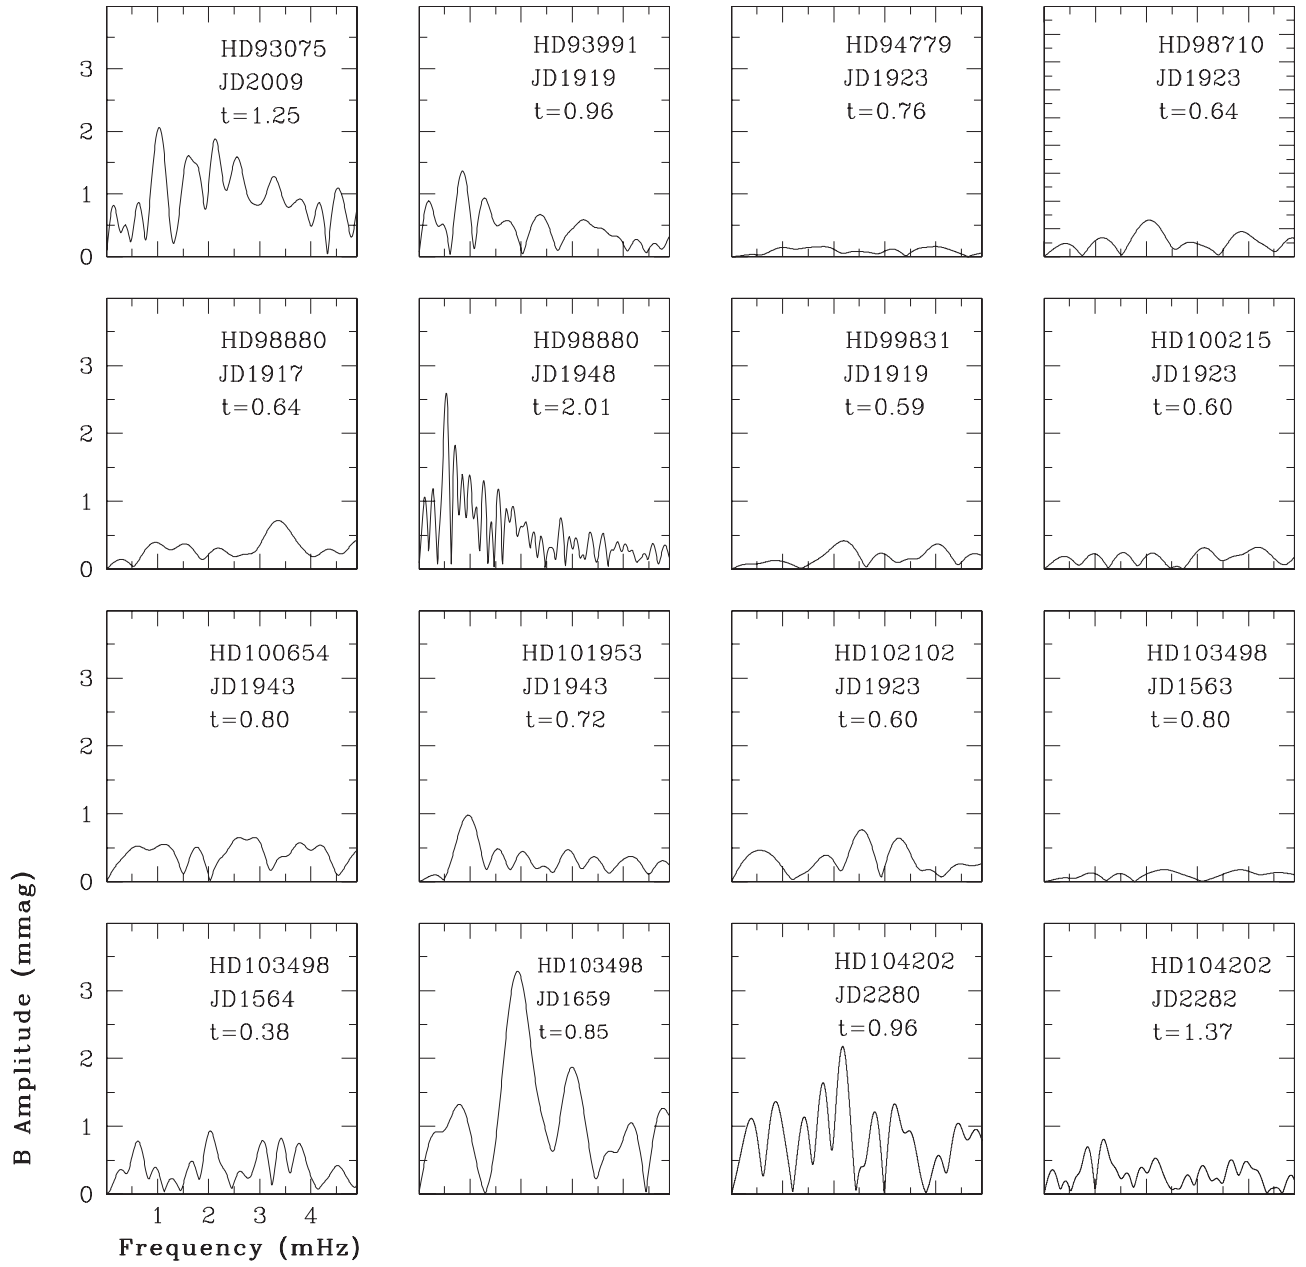 HD93075
JD2009
t=1.25
HD93991
JD1919
t=0.96
HD94779
JD1923
t=0.76
HD98710
JD1923
t=0.64
3
2
1
0
HD98880
JD1917
t=0.64
HD98880
JD1948
t=2.01
HD99831
JD1919
t=0.59
HD100215
JD1923
t=0.60
3
2
1
0
HD100654
JD1943
t=0.80
HD101953
JD1943
t=0.72
HD102102
JD1923
t=0.60
HD103498
JD1563
t=0.80
3
2
1
0
HD103498
JD1564
t=0.38
HD103498
JD1659
t=0.85
HD104202
JD2280
t=0.96
HD104202
JD2282
t=1.37
3
2
1
0
1 2 3 4
B Amplitude (mmag)
Frequency (mHz)